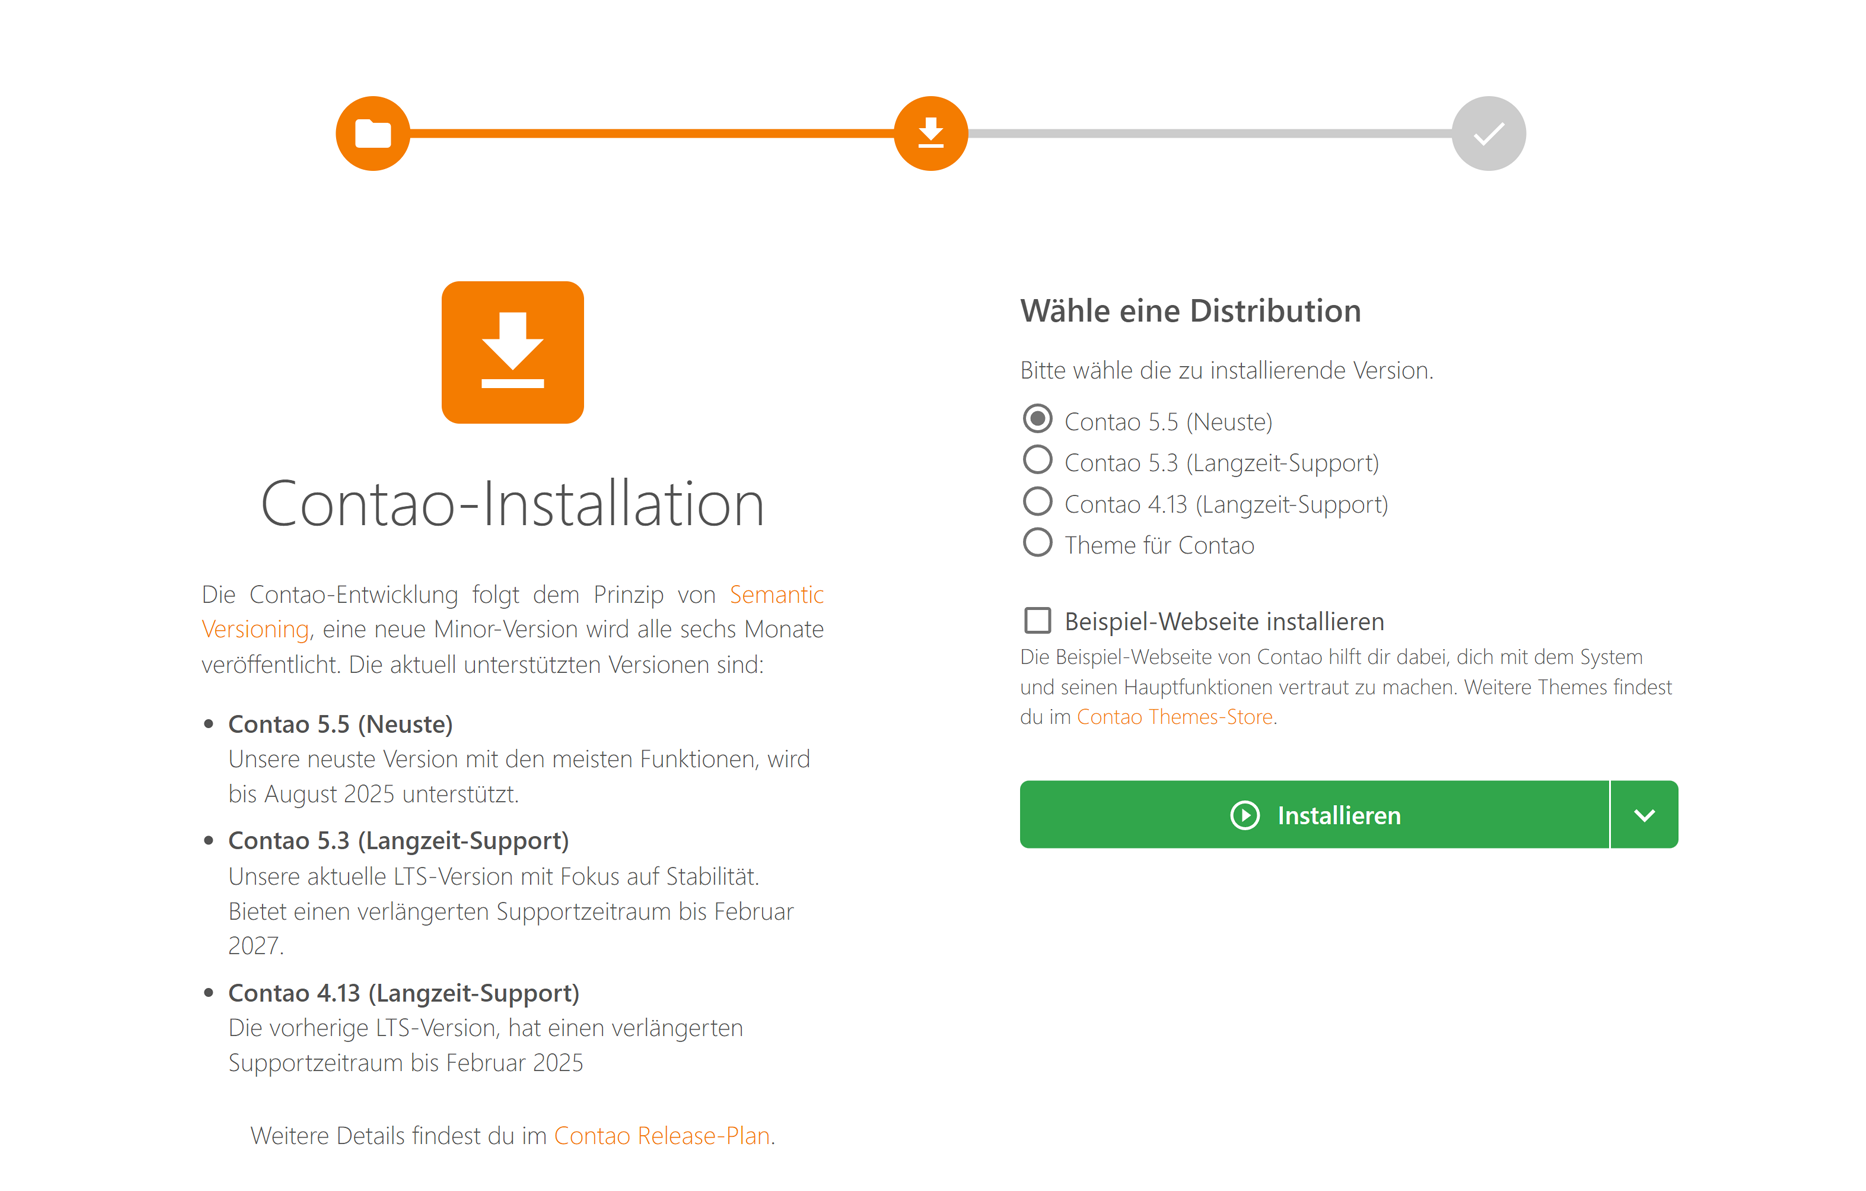 Contao-Installation
Die Contao-Entwicklung folgt dem Prinzip von Semantic
Versioning, eine neue Minor-Version wird alle sechs Monate
veröffentlicht. Die aktuell unterstützten Versionen sind:
• Contao 5.5 (Neuste)
Unsere neuste Version mit den meisten Funktionen, wird
bis August 2025 unterstützt.
• Contao 5.3 (Langzeit-Support)
Unsere aktuelle LTS-Version mit Fokus auf Stabilität.
Bietet einen verlängerten Supportzeitraum bis Februar
2027.
• Contao 4.13 (Langzeit-Support)
Die vorherige LTS-Version, hat einen verlängerten
Supportzeitraum bis Februar 2025
Weitere Details findest du im Contao Release-Plan.
Wähle eine Distribution
Bitte wähle die zu installierende Version.
Contao 5.5 (Neuste)
Contao 5.3 (Langzeit-Support)
Contao 4.13 (Langzeit-Support)
Theme für Contao
Beispiel-Webseite installieren
Die Beispiel-Webseite von Contao hilft dir dabei, dich mit dem System
und seinen Hauptfunktionen vertraut zu machen. Weitere Themes findest
du im Contao Themes-Store.
Installieren